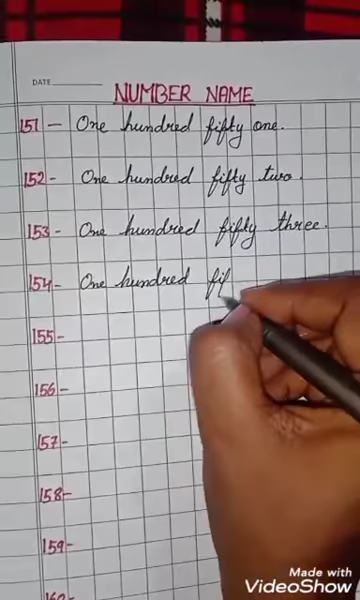 DATE
NUMBER NAME
151 - One hundred fifty one.
152- One hundred fifty two.
153- One hundred fifty three.
154- One hundred fif
155-
156-
157-
158-
159-
160-
Made with
VideoShow